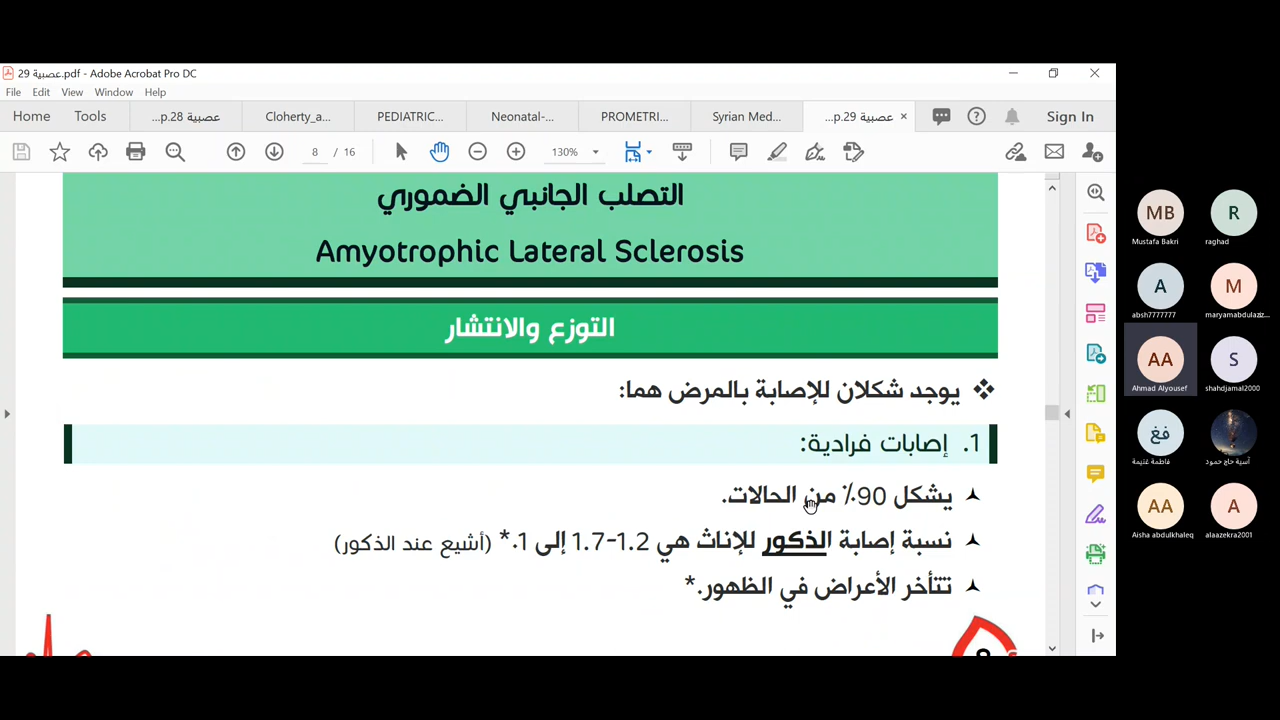 عصبية 29.pdf - Adobe Acrobat Pro DC
File Edit View Window Help
Home Tools عصبية 28.p... Cloherty_a... PEDIATRIC... Neonatal-... PROMETRI... Syrian Med... عصبية 29.p... × Sign In
8 / 16 130%
التصلب الجانبي الضموري
Amyotrophic Lateral Sclerosis
التوزع والانتشار
❖ يوجد شكلان للإصابة بالمرض هما:
1. إصابات فرادية:
يشكل 90٪ من الحالات.
نسبة إصابة الذكور للإناث هي 1.2-1.7 إلى 1.* (أشيع عند الذكور)
تتأخر الأعراض في الظهور.*
MB R
Mustafa Bakri raghad
A M
absh7777777 maryamabdulaziz...
AA S
Ahmad Alyousef shahdjamal2000
فغ
فاطمة غتيمة آسية حاج حمود
AA A
Aisha abdulkhaleq alaazekra2001